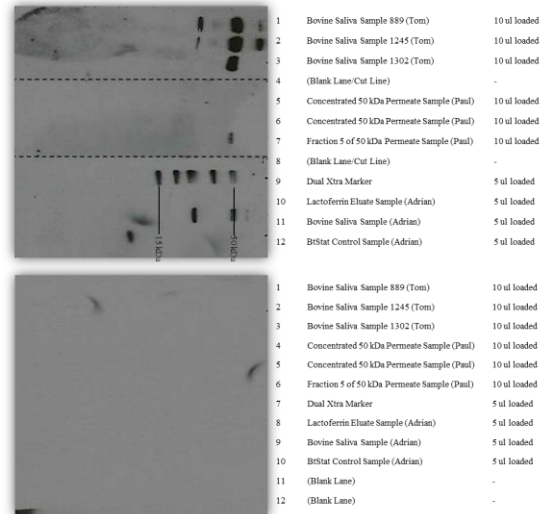 1 Bovine Saliva Sample 889 (Tom) 10 ul loaded
2 Bovine Saliva Sample 1245 (Tom) 10 ul loaded
3 Bovine Saliva Sample 1302 (Tom) 10 ul loaded
4 (Blank Lane/Cut Line) -
5 Concentrated 50 kDa Permeate Sample (Paul) 10 ul loaded
6 Concentrated 50 kDa Permeate Sample (Paul) 10 ul loaded
7 Fraction 5 of 50 kDa Permeate Sample (Paul) 10 ul loaded
8 (Blank Lane/Cut Line) -
9 Dual Xtra Marker 5 ul loaded
10 Lactoferrin Eluate Sample (Adrian) 5 ul loaded
11 Bovine Saliva Sample (Adrian) 5 ul loaded
12 BtStat Control Sample (Adrian) 5 ul loaded
15 kDa
50 kDa
1 Bovine Saliva Sample 889 (Tom) 10 ul loaded
2 Bovine Saliva Sample 1245 (Tom) 10 ul loaded
3 Bovine Saliva Sample 1302 (Tom) 10 ul loaded
4 Concentrated 50 kDa Permeate Sample (Paul) 10 ul loaded
5 Concentrated 50 kDa Permeate Sample (Paul) 10 ul loaded
6 Fraction 5 of 50 kDa Permeate Sample (Paul) 10 ul loaded
7 Dual Xtra Marker 5 ul loaded
8 Lactoferrin Eluate Sample (Adrian) 5 ul loaded
9 Bovine Saliva Sample (Adrian) 5 ul loaded
10 BtStat Control Sample (Adrian) 5 ul loaded
11 (Blank Lane) -
12 (Blank Lane) -